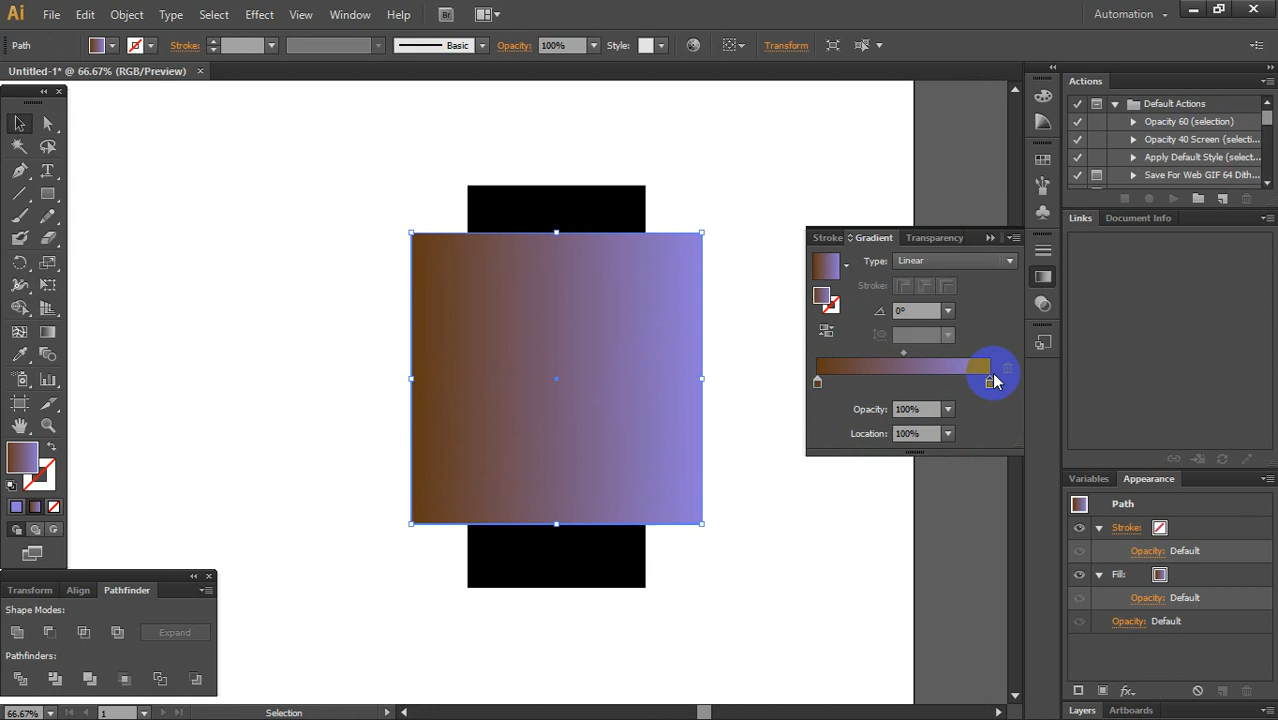 Ai File Edit Object Type Select Effect View Window Help Br Automation
Path Stroke: Basic Opacity: 100% Style: Transform
Untitled-1* @ 66.67% (RGB/Preview) ×
Actions
Default Actions
Opacity 60 (selection)
Opacity 40 Screen (selecti...
Apply Default Style (select...
Save For Web GIF 64 Dith...
Links Document Info
Stroke Gradient Transparency
Type: Linear
Stroke:
0°
Opacity: 100%
Location: 100%
Variables Appearance
Path
Stroke:
Opacity: Default
Fill:
Opacity: Default
Opacity: Default
fx
Layers Artboards
Transform Align Pathfinder
Shape Modes:
Expand
Pathfinders:
66.67% 1 Selection